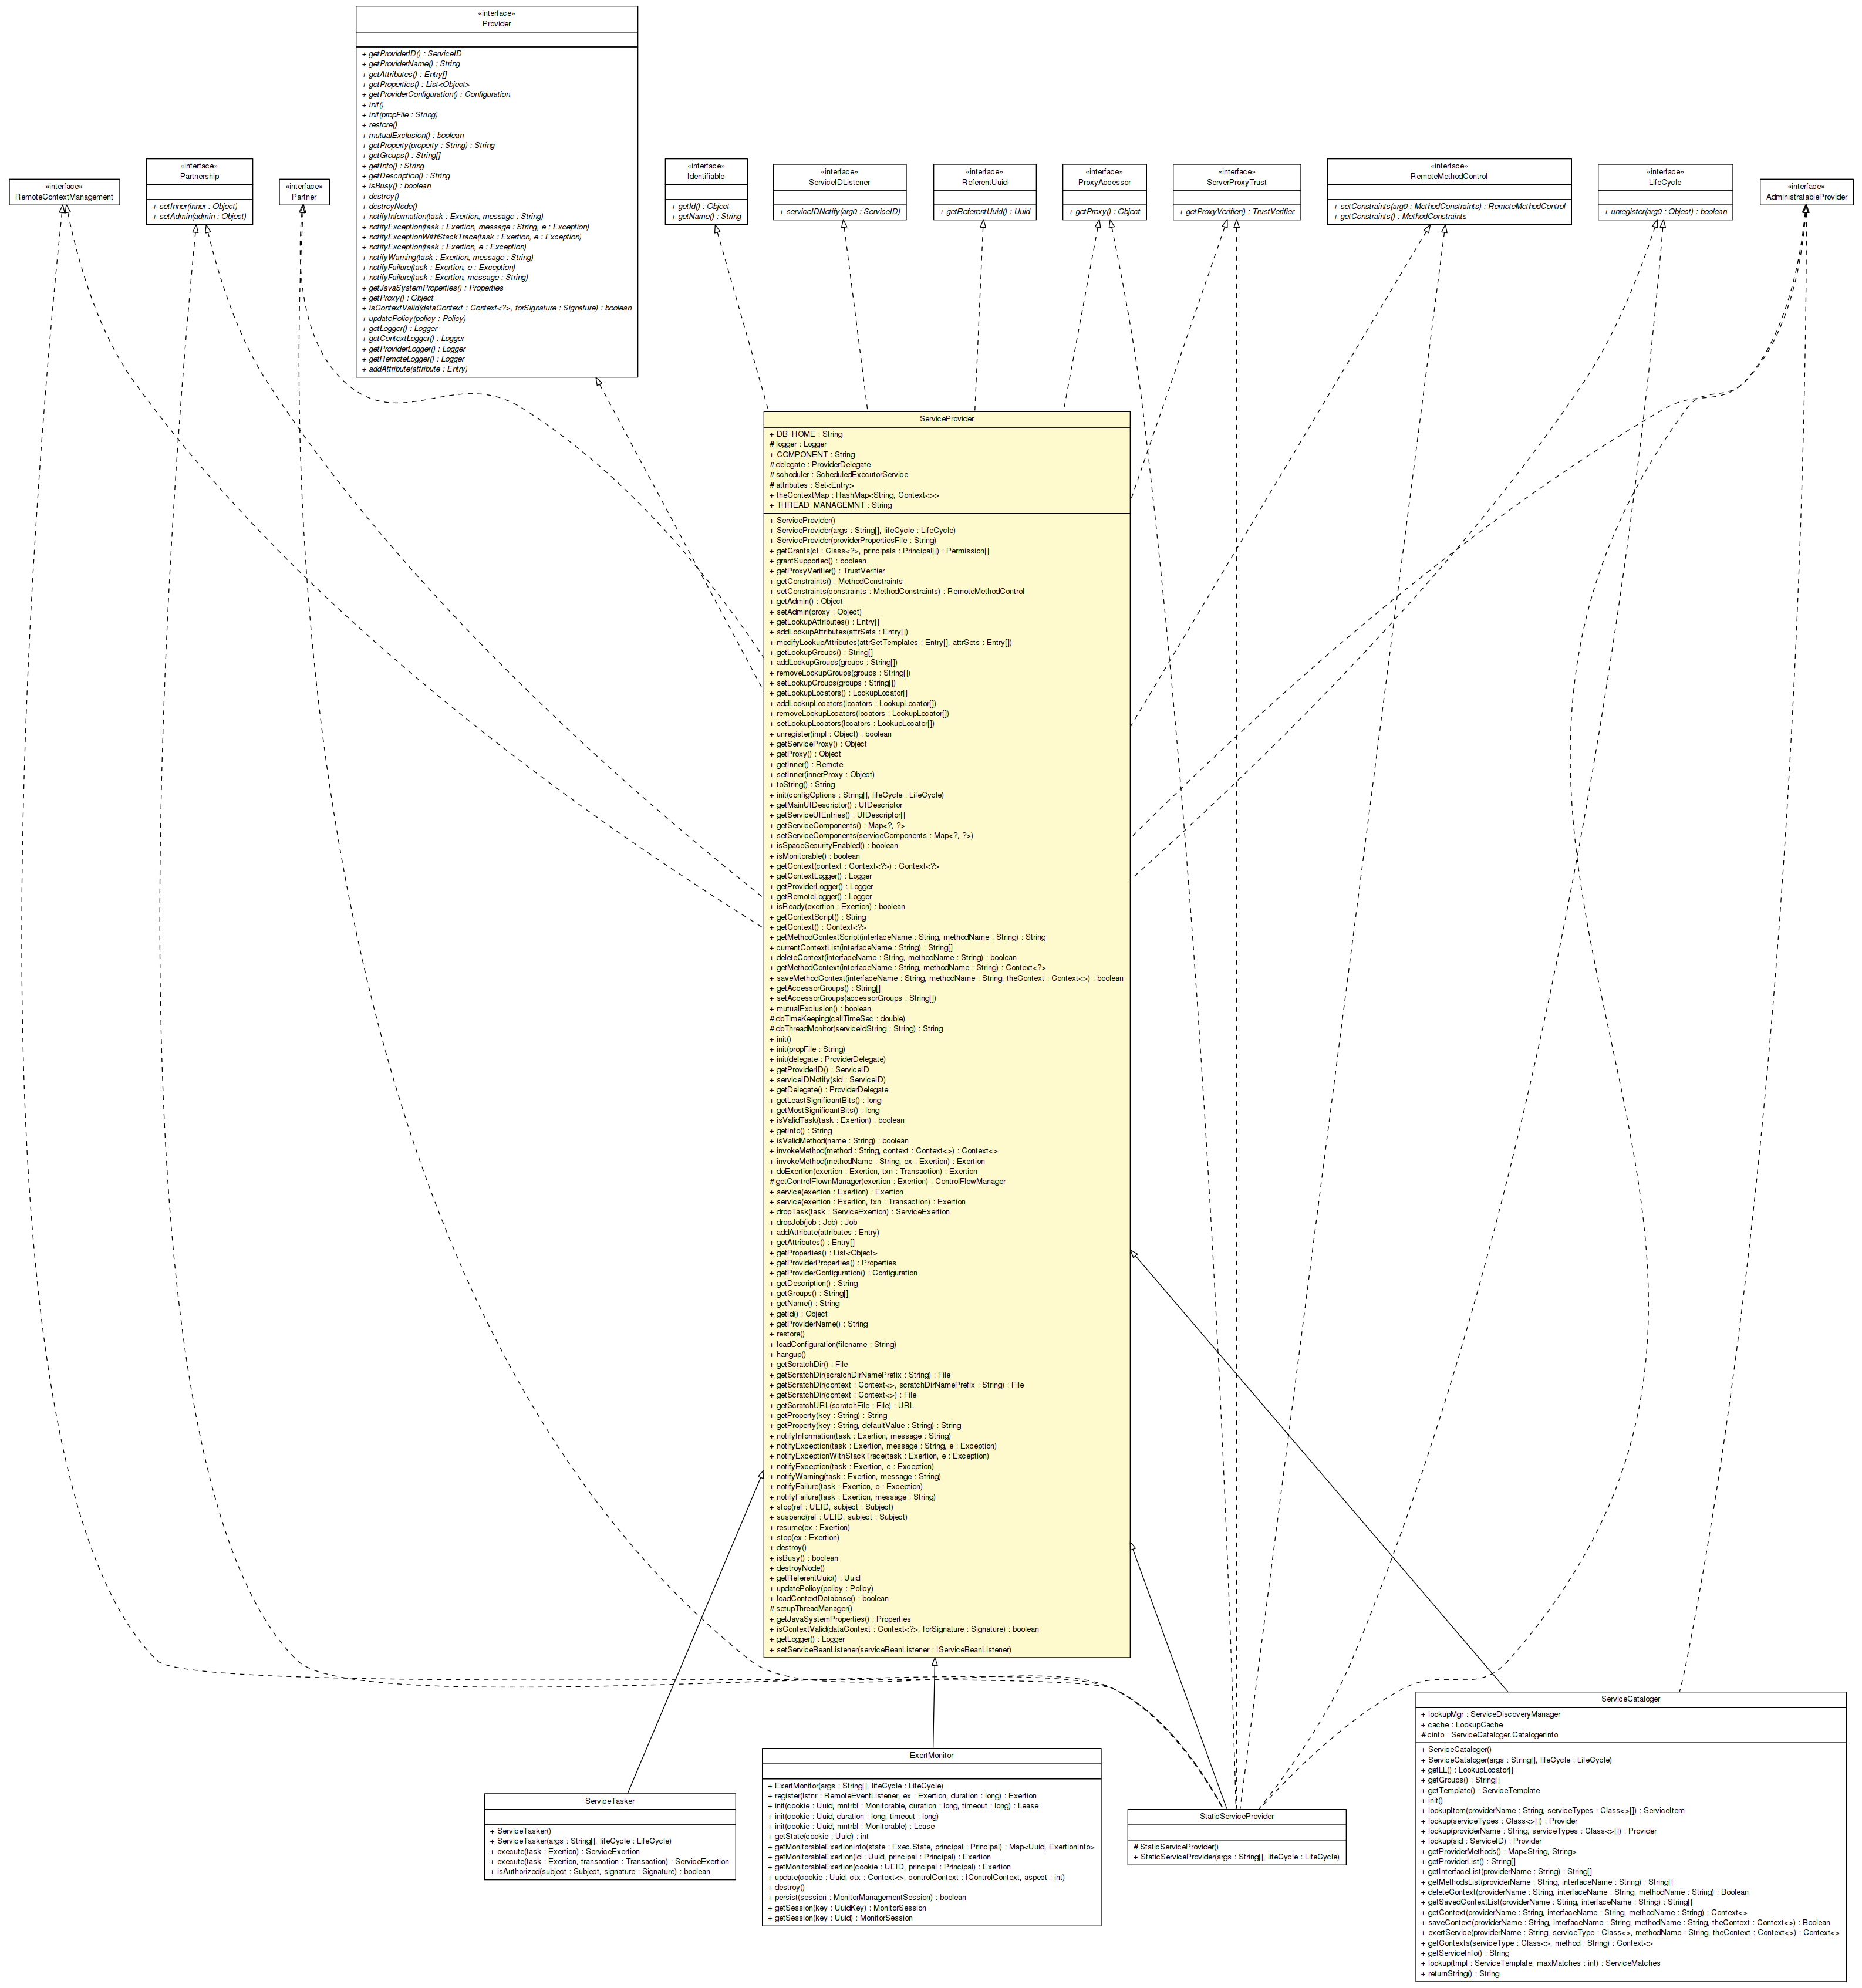 «interface»
Provider
+ getProviderID() : ServiceID
+ getProviderName() : String
+ getAttributes() : Entry[]
+ getProperties() : List<Object>
+ getProviderConfiguration() : Configuration
+ init()
+ init(propFile : String)
+ restore()
+ mutualExclusion() : boolean
+ getProperty(property : String) : String
+ getGroups() : String[]
+ getInfo() : String
+ getDescription() : String
+ isBusy() : boolean
+ destroy()
+ destroyNode()
+ notifyInformation(task : Exertion, message : String)
+ notifyException(task : Exertion, message : String, e : Exception)
+ notifyExceptionWithStackTrace(task : Exertion, e : Exception)
+ notifyException(task : Exertion, e : Exception)
+ notifyWarning(task : Exertion, message : String)
+ notifyFailure(task : Exertion, e : Exception)
+ notifyFailure(task : Exertion, message : String)
+ getJavaSystemProperties() : Properties
+ getProxy() : Object
+ isContextValid(dataContext : Context<?>, forSignature : Signature) : boolean
+ updatePolicy(policy : Policy)
+ getLogger() : Logger
+ getContextLogger() : Logger
+ getProviderLogger() : Logger
+ getRemoteLogger() : Logger
+ addAttribute(attribute : Entry)
«interface»
RemoteContextManagement
«interface»
Partnership
+ setInner(inner : Object)
+ setAdmin(admin : Object)
«interface»
Partner
«interface»
Identifiable
+ getId() : Object
+ getName() : String
«interface»
ServiceIDListener
+ serviceIDNotify(arg0 : ServiceID)
«interface»
ReferentUuid
+ getReferentUuid() : Uuid
«interface»
ProxyAccessor
+ getProxy() : Object
«interface»
ServerProxyTrust
+ getProxyVerifier() : TrustVerifier
«interface»
RemoteMethodControl
+ setConstraints(arg0 : MethodConstraints) : RemoteMethodControl
+ getConstraints() : MethodConstraints
«interface»
LifeCycle
+ unregister(arg0 : Object) : boolean
«interface»
AdministratableProvider
ServiceProvider
+ DB_HOME : String
# logger : Logger
+ COMPONENT : String
# delegate : ProviderDelegate
# scheduler : ScheduledExecutorService
# attributes : Set<Entry>
+ theContextMap : HashMap<String, Context<>>
+ THREAD_MANAGEMNT : String
+ ServiceProvider()
+ ServiceProvider(args : String[], lifeCycle : LifeCycle)
+ ServiceProvider(providerPropertiesFile : String)
+ getGrants(cl : Class<?>, principals : Principal[]) : Permission[]
+ grantSupported() : boolean
+ getProxyVerifier() : TrustVerifier
+ getConstraints() : MethodConstraints
+ setConstraints(constraints : MethodConstraints) : RemoteMethodControl
+ getAdmin() : Object
+ setAdmin(proxy : Object)
+ getLookupAttributes() : Entry[]
+ addLookupAttributes(attrSets : Entry[])
+ modifyLookupAttributes(attrSetTemplates : Entry[], attrSets : Entry[])
+ getLookupGroups() : String[]
+ addLookupGroups(groups : String[])
+ removeLookupGroups(groups : String[])
+ setLookupGroups(groups : String[])
+ getLookupLocators() : LookupLocator[]
+ addLookupLocators(locators : LookupLocator[])
+ removeLookupLocators(locators : LookupLocator[])
+ setLookupLocators(locators : LookupLocator[])
+ unregister(impl : Object) : boolean
+ getServiceProxy() : Object
+ getProxy() : Object
+ getInner() : Remote
+ setInner(innerProxy : Object)
+ toString() : String
+ init(configOptions : String[], lifeCycle : LifeCycle)
+ getMainUIDescriptor() : UIDescriptor
+ getServiceUIEntries() : UIDescriptor[]
+ getServiceComponents() : Map<?, ?>
+ setServiceComponents(serviceComponents : Map<?, ?>)
+ isSpaceSecurityEnabled() : boolean
+ isMonitorable() : boolean
+ getContext(context : Context<?>) : Context<?>
+ getContextLogger() : Logger
+ getProviderLogger() : Logger
+ getRemoteLogger() : Logger
+ isReady(exertion : Exertion) : boolean
+ getContextScript() : String
+ getContext() : Context<?>
+ getMethodContextScript(interfaceName : String, methodName : String) : String
+ currentContextList(interfaceName : String) : String[]
+ deleteContext(interfaceName : String, methodName : String) : boolean
+ getMethodContext(interfaceName : String, methodName : String) : Context<?>
+ saveMethodContext(interfaceName : String, methodName : String, theContext : Context<>) : boolean
+ getAccessorGroups() : String[]
+ setAccessorGroups(accessorGroups : String[])
+ mutualExclusion() : boolean
# doTimeKeeping(callTimeSec : double)
# doThreadMonitor(serviceIdString : String) : String
+ init()
+ init(propFile : String)
+ init(delegate : ProviderDelegate)
+ getProviderID() : ServiceID
+ serviceIDNotify(sid : ServiceID)
+ getDelegate() : ProviderDelegate
+ getLeastSignificantBits() : long
+ getMostSignificantBits() : long
+ isValidTask(task : Exertion) : boolean
+ getInfo() : String
+ isValidMethod(name : String) : boolean
+ invokeMethod(method : String, context : Context<>) : Context<>
+ invokeMethod(methodName : String, ex : Exertion) : Exertion
+ doExertion(exertion : Exertion, txn : Transaction) : Exertion
# getControlFlownManager(exertion : Exertion) : ControlFlowManager
+ service(exertion : Exertion) : Exertion
+ service(exertion : Exertion, txn : Transaction) : Exertion
+ dropTask(task : ServiceExertion) : ServiceExertion
+ dropJob(job : Job) : Job
+ addAttribute(attributes : Entry)
+ getAttributes() : Entry[]
+ getProperties() : List<Object>
+ getProviderProperties() : Properties
+ getProviderConfiguration() : Configuration
+ getDescription() : String
+ getGroups() : String[]
+ getName() : String
+ getId() : Object
+ getProviderName() : String
+ restore()
+ loadConfiguration(filename : String)
+ hangup()
+ getScratchDir() : File
+ getScratchDir(scratchDirNamePrefix : String) : File
+ getScratchDir(context : Context<>, scratchDirNamePrefix : String) : File
+ getScratchDir(context : Context<>) : File
+ getScratchURL(scratchFile : File) : URL
+ getProperty(key : String) : String
+ getProperty(key : String, defaultValue : String) : String
+ notifyInformation(task : Exertion, message : String)
+ notifyException(task : Exertion, message : String, e : Exception)
+ notifyExceptionWithStackTrace(task : Exertion, e : Exception)
+ notifyException(task : Exertion, e : Exception)
+ notifyWarning(task : Exertion, message : String)
+ notifyFailure(task : Exertion, e : Exception)
+ notifyFailure(task : Exertion, message : String)
+ stop(ref : UEID, subject : Subject)
+ suspend(ref : UEID, subject : Subject)
+ resume(ex : Exertion)
+ step(ex : Exertion)
+ destroy()
+ isBusy() : boolean
+ destroyNode()
+ getReferentUuid() : Uuid
+ updatePolicy(policy : Policy)
+ loadContextDatabase() : boolean
# setupThreadManager()
+ getJavaSystemProperties() : Properties
+ isContextValid(dataContext : Context<?>, forSignature : Signature) : boolean
+ getLogger() : Logger
+ setServiceBeanListener(serviceBeanListener : IServiceBeanListener)
ServiceTasker
+ ServiceTasker()
+ ServiceTasker(args : String[], lifeCycle : LifeCycle)
+ execute(task : Exertion) : ServiceExertion
+ execute(task : Exertion, transaction : Transaction) : ServiceExertion
+ isAuthorized(subject : Subject, signature : Signature) : boolean
ExertMonitor
+ ExertMonitor(args : String[], lifeCycle : LifeCycle)
+ register(lstnr : RemoteEventListener, ex : Exertion, duration : long) : Exertion
+ init(cookie : Uuid, mntrbl : Monitorable, duration : long, timeout : long) : Lease
+ init(cookie : Uuid, duration : long, timeout : long)
+ init(cookie : Uuid, mntrbl : Monitorable) : Lease
+ getState(cookie : Uuid) : int
+ getMonitorableExertionInfo(state : Exec.State, principal : Principal) : Map<Uuid, ExertionInfo>
+ getMonitorableExertion(id : Uuid, principal : Principal) : Exertion
+ getMonitorableExertion(cookie : UEID, principal : Principal) : Exertion
+ update(cookie : Uuid, ctx : Context<>, controlContext : IControlContext, aspect : int)
+ destroy()
+ persist(session : MonitorManagementSession) : boolean
+ getSession(key : UuidKey) : MonitorSession
+ getSession(key : Uuid) : MonitorSession
StaticServiceProvider
# StaticServiceProvider()
+ StaticServiceProvider(args : String[], lifeCycle : LifeCycle)
ServiceCataloger
+ lookupMgr : ServiceDiscoveryManager
+ cache : LookupCache
# cinfo : ServiceCataloger.CatalogerInfo
+ ServiceCataloger()
+ ServiceCataloger(args : String[], lifeCycle : LifeCycle)
+ getLL() : LookupLocator[]
+ getGroups() : String[]
+ getTemplate() : ServiceTemplate
+ init()
+ lookupItem(providerName : String, serviceTypes : Class<>[]) : ServiceItem
+ lookup(serviceTypes : Class<>[]) : Provider
+ lookup(providerName : String, serviceTypes : Class<>[]) : Provider
+ lookup(sid : ServiceID) : Provider
+ getProviderMethods() : Map<String, String>
+ getProviderList() : String[]
+ getInterfaceList(providerName : String) : String[]
+ getMethodsList(providerName : String, interfaceName : String) : String[]
+ deleteContext(providerName : String, interfaceName : String, methodName : String) : Boolean
+ getSavedContextList(providerName : String, interfaceName : String) : String[]
+ getContext(providerName : String, interfaceName : String, methodName : String) : Context<>
+ saveContext(providerName : String, interfaceName : String, methodName : String, theContext : Context<>) : Boolean
+ exertService(providerName : String, serviceType : Class<>, methodName : String, theContext : Context<>) : Context<>
+ getContexts(serviceType : Class<>, method : String) : Context<>
+ getServiceInfo() : String
+ lookup(tmpl : ServiceTemplate, maxMatches : int) : ServiceMatches
+ returnString() : String